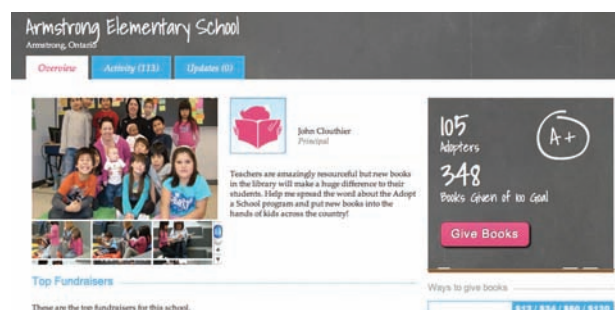 Armstrong Elementary School
Armstrong, Ontario
Overview
Activity (113)
Updates (0)
John Clouthier
Principal
Teachers are amazingly resourceful but new books
in the library will make a huge difference to their
students. Help me spread the word about the Adopt
a School program and put new books into the
hands of kids across the country!
105
Adopters
A+
348
Books Given of 100 Goal
Give Books
Top Fundraisers
These are the top fundraisers for this school.
Ways to give books